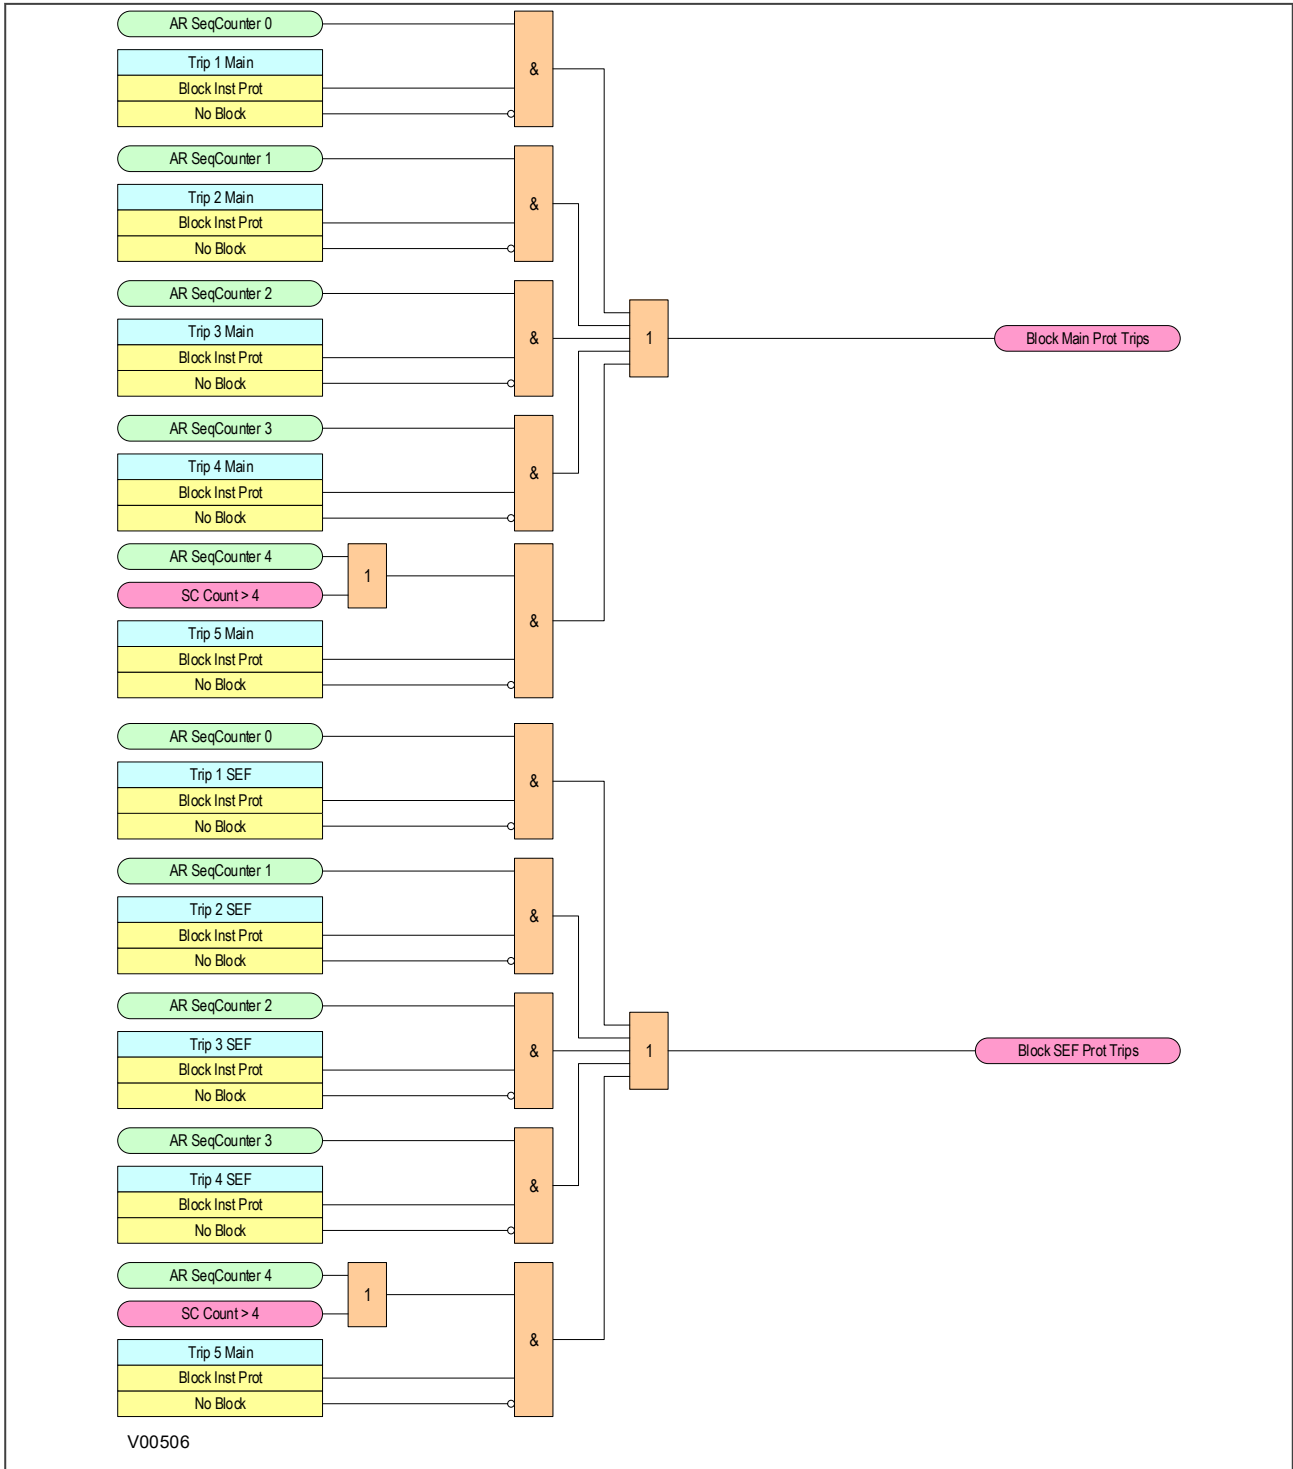 AR SeqCounter 0
Trip 1 Main
Block Inst Prot
No Block
&
AR SeqCounter 1
Trip 2 Main
Block Inst Prot
No Block
&
AR SeqCounter 2
Trip 3 Main
Block Inst Prot
No Block
&
1
Block Main Prot Trips
AR SeqCounter 3
Trip 4 Main
Block Inst Prot
No Block
&
AR SeqCounter 4
SC Count > 4
1
Trip 5 Main
Block Inst Prot
No Block
&
AR SeqCounter 0
Trip 1 SEF
Block Inst Prot
No Block
&
AR SeqCounter 1
Trip 2 SEF
Block Inst Prot
No Block
&
AR SeqCounter 2
Trip 3 SEF
Block Inst Prot
No Block
&
1
Block SEF Prot Trips
AR SeqCounter 3
Trip 4 SEF
Block Inst Prot
No Block
&
AR SeqCounter 4
SC Count > 4
1
Trip 5 Main
Block Inst Prot
No Block
&
V00506